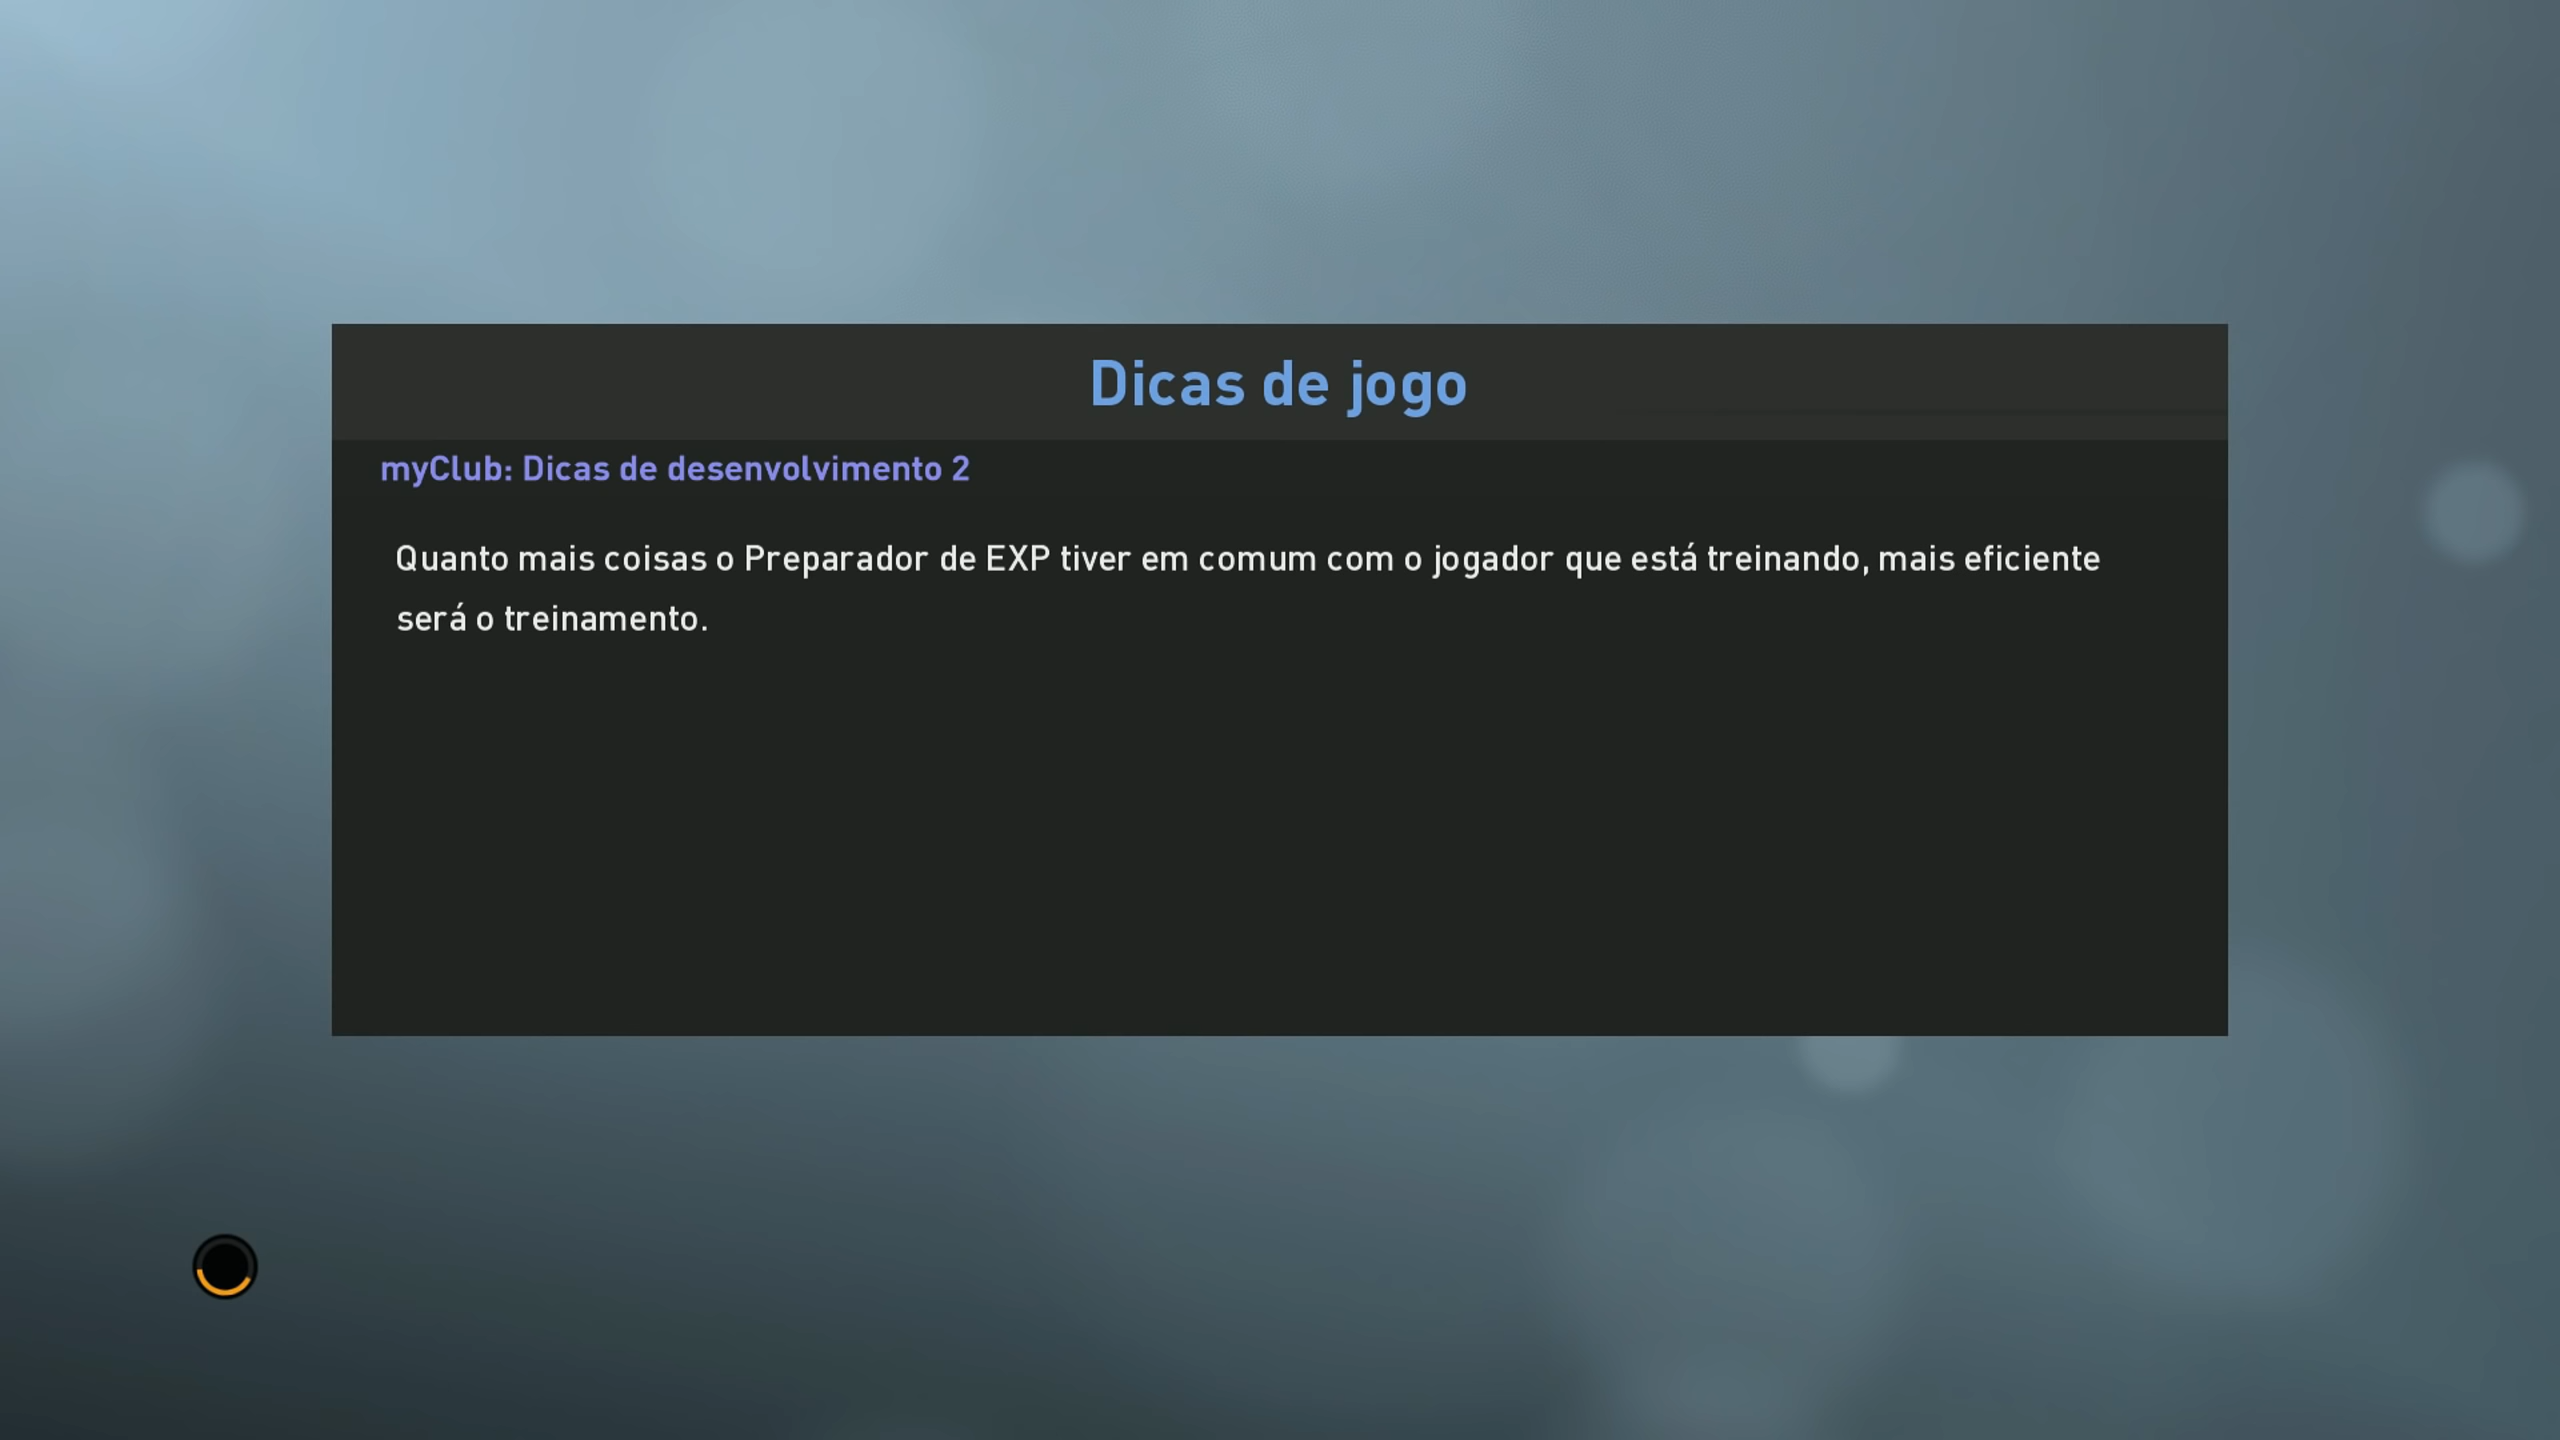 Dicas de jogo
myClub: Dicas de desenvolvimento 2
Quanto mais coisas o Preparador de EXP tiver em comum com o jogador que está treinando, mais eficiente
será o treinamento.